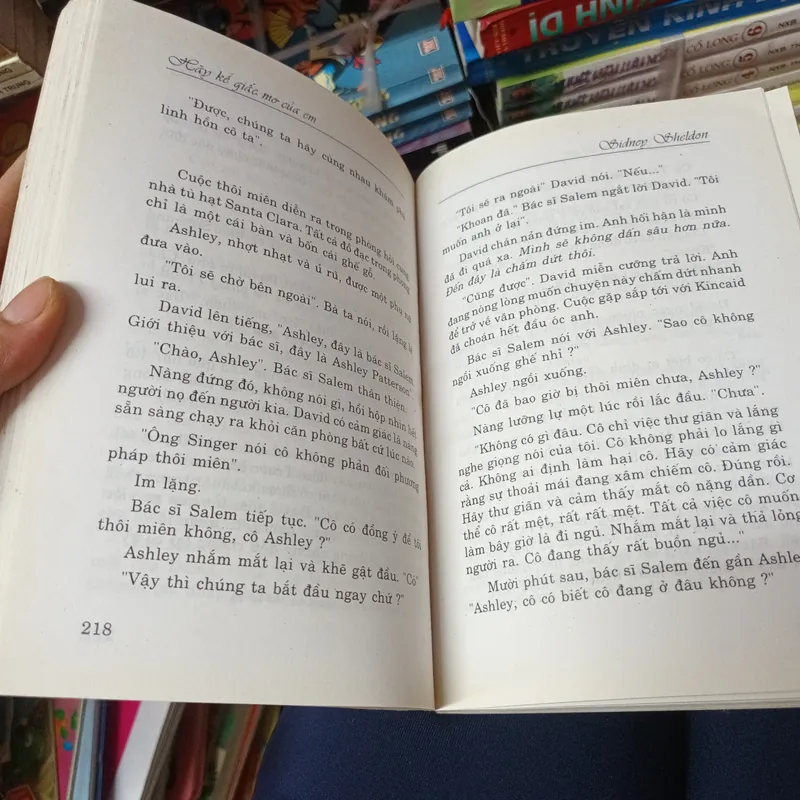 Hãy kể giấc mơ của em
"Được, chúng ta hãy cùng nhau khám phá
linh hồn cô ta".
Cuộc thôi miên diễn ra trong phòng hỏi cung
nhà tù hạt Santa Clara. Tất cả đồ đạc trong phòng
chỉ là một cái bàn và bốn cái ghế gỗ.
Ashley, nhợt nhạt và ủ rũ, được một phụ nữ
đưa vào.
"Tôi sẽ chờ bên ngoài". Bà ta nói, rồi lẳng lặng
lui ra.
David lên tiếng, "Ashley, đây là bác sĩ Salem.
Giới thiệu với bác sĩ, đây là Ashley Patterson".
"Chào, Ashley". Bác sĩ Salem thân thiện.
Nàng đứng đó, không nói gì, hồi hộp nhìn hết
người nọ đến người kia. David có cảm giác là nàng
sẵn sàng chạy ra khỏi căn phòng bất cứ lúc nào.
"Ông Singer nói cô không phản đối phương
pháp thôi miên".
Im lặng.
Bác sĩ Salem tiếp tục. "Cô có đồng ý để tôi
thôi miên không, cô Ashley ?"
Ashley nhắm mắt lại và khẽ gật đầu. "Có"
"Vậy thì chúng ta bắt đầu ngay chứ ?"
218
Sidney Sheldon
"Tôi sẽ ra ngoài" David nói. "Nếu..."
"Khoan đã." Bác sĩ Salem ngắt lời David. "Tôi
muốn anh ở lại".
David chán nản đứng im. Anh hối hận là mình
đã đi quá xa. Mình sẽ không dấn sâu hơn nữa.
Đến đây là chấm dứt thôi.
"Cũng được". David miễn cưỡng trả lời. Anh
đang nóng lòng muốn chuyện này chấm dứt nhanh
để trở về văn phòng. Cuộc gặp sắp tới với Kincaid
đã choán hết đầu óc anh.
Bác sĩ Salem nói với Ashley. "Sao cô không
ngồi xuống ghế nhỉ ?"
Ashley ngồi xuống.
"Cô đã bao giờ bị thôi miên chưa, Ashley ?"
Nàng lưỡng lự một lúc rồi lắc đầu. "Chưa".
"Không có gì đâu. Cô chỉ việc thư giãn và lắng
nghe giọng nói của tôi. Cô không phải lo lắng gì
cả. Không ai định làm hại cô. Hãy có cảm giác
rằng sự thoải mái đang xâm chiếm cô. Đúng rồi.
Hãy thư giãn và cảm thấy mắt cô nặng dần. Cơ
thể cô rất mệt, rất rất mệt. Tất cả việc cô muốn
làm bây giờ là đi ngủ. Nhắm mắt lại và thả lỏng
người ra. Cô đang thấy rất buồn ngủ..."
Mười phút sau, bác sĩ Salem đến gần Ashle
"Ashley, cô có biết cô đang ở đâu không ?"
TRUYỆN KINH D
CỔ LONG 6 NXB
CỔ LONG 5 NXB
CỔ LONG 4